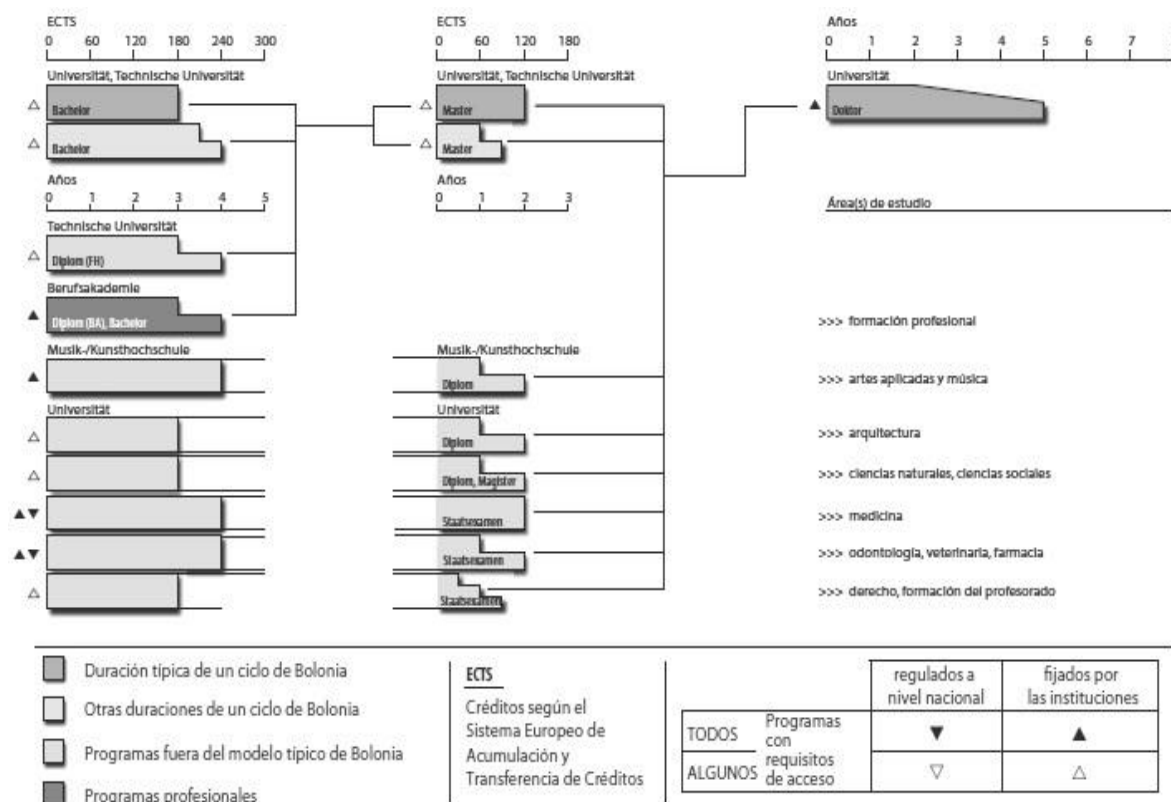 ECTS
0 60 120 180 240 300
Universität, Technische Universität
Bachelor
Bachelor
Años
0 1 2 3 4 5
Technische Universität
Diplom (FH)
Berufsakademie
Diplom (BA), Bachelor
Musik-/Kunsthochschule
Universität
ECTS
0 60 120 180
Universität, Technische Universität
Master
Master
Años
0 1 2 3
Musik-/Kunsthochschule
Diplom
Universität
Diplom
Diplom, Magister
Staatsexamen
Staatsexamen
Staatsexamen
Años
0 1 2 3 4 5 6 7
Universität
Doktor
Área(s) de estudio
>>> formación profesional
>>> artes aplicadas y música
>>> arquitectura
>>> ciencias naturales, ciencias sociales
>>> medicina
>>> odontología, veterinaria, farmacia
>>> derecho, formación del profesorado
Duración típica de un ciclo de Bolonia
Otras duraciones de un ciclo de Bolonia
Programas fuera del modelo típico de Bolonia
Programas profesionales
ECTS
Créditos según el
Sistema Europeo de
Acumulación y
Transferencia de Créditos
regulados a
nivel nacional
fijados por
las instituciones
TODOS
ALGUNOS
Programas
con
requisitos
de acceso
▼ ▲
▽ △